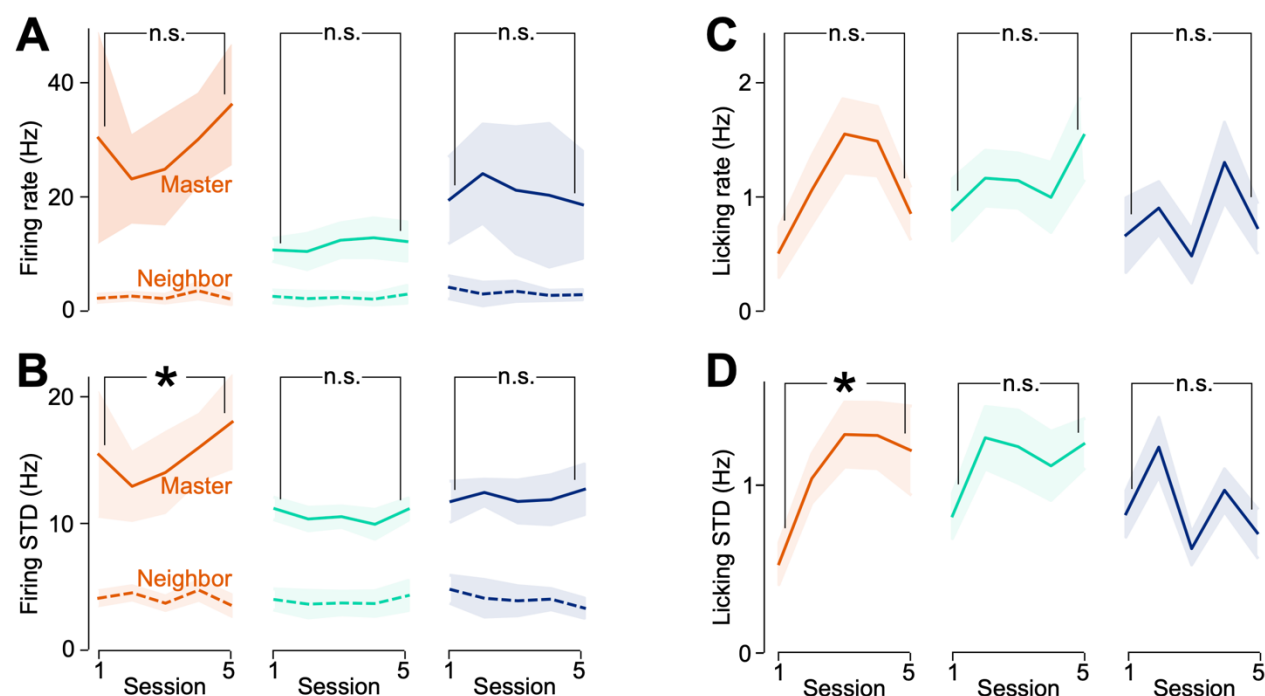 A
n.s.
n.s.
n.s.
Firing rate (Hz)
40
20
0
Master
Neighbor
C
n.s.
n.s.
n.s.
Licking rate (Hz)
2
1
0
B
*
n.s.
n.s.
Firing STD (Hz)
20
10
0
Master
Neighbor
1 5
Session
1 5
Session
1 5
Session
D
*
n.s.
n.s.
Licking STD (Hz)
1
0
1 5
Session
1 5
Session
1 5
Session